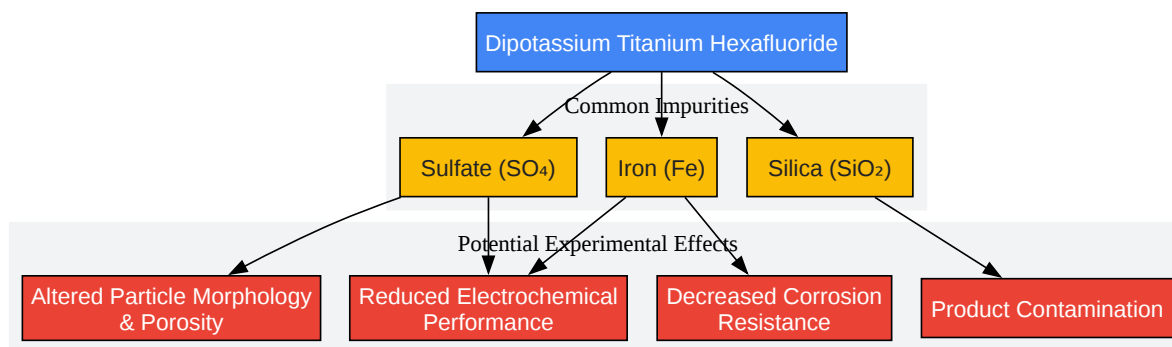 Dipotassium Titanium Hexafluoride
Common Impurities
Sulfate (SO₄)
Iron (Fe)
Silica (SiO₂)
Potential Experimental Effects
Altered Particle Morphology
& Porosity
Reduced Electrochemical
Performance
Decreased Corrosion
Resistance
Product Contamination